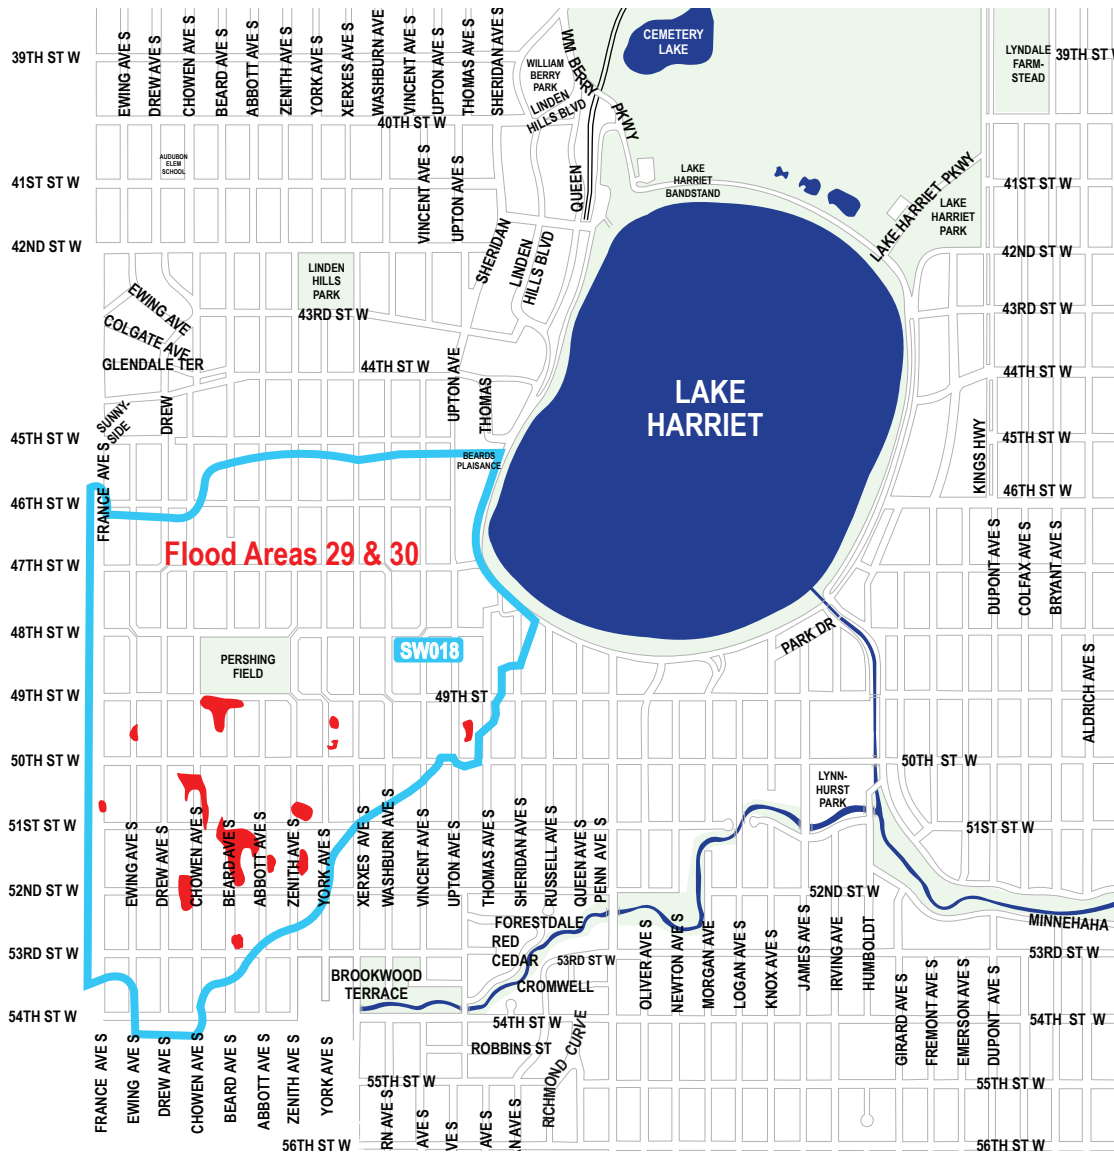 EWING AVE S
DREW AVE S
CHOWEN AVE S
BEARD AVE S
ABBOTT AVE S
ZENITH AVE S
YORK AVE S
XERXES AVE S
WASHBURN AVE
VINCENT AVE S
UPTON AVE S
THOMAS AVE S
SHERIDAN AVE S
39TH ST W
WM BERRY
PKWY
CEMETERY
LAKE
LYNDALE
FARM-
STEAD
39TH ST W
WILLIAM
BERRY
PARK
LINDEN
HILLS BLVD
40TH ST W
AUDUBON
ELEM
SCHOOL
41ST ST W
VINCENT AVE S
UPTON AVE S
QUEEN
LAKE
HARRIET
BANDSTAND
LAKE HARRIET PKWY
41ST ST W
LAKE
HARRIET
PARK
42ND ST W
SHERIDAN
LINDEN
HILLS BLVD
42ND ST W
LINDEN
HILLS
PARK
EWING AVE
43RD ST W
43RD ST W
COLGATE AVE
GLENDALE TER
44TH ST W
UPTON AVE
THOMAS
44TH ST W
LAKE
HARRIET
SUNNY-
SIDE
DREW
45TH ST W
45TH ST W
BEARDS
PLAISANCE
FRANCE AVE S
KINGS HWY
46TH ST W
46TH ST W
Flood Areas 29 & 30
47TH ST W
DUPONT AVE S
COLFAX AVE S
BRYANT AVE S
48TH ST W
SW018
PARK DR
PERSHING
FIELD
ALDRICH AVE S
49TH ST W
49TH ST
50TH ST W
50TH ST W
LYNN-
HURST
PARK
51ST ST W
51ST ST W
EWING AVE S
DREW AVE S
CHOWEN AVE S
BEARD AVE S
ABBOTT AVE S
ZENITH AVE S
YORK AVE S
XERXES AVE S
WASHBURN AVE S
VINCENT AVE S
UPTON AVE S
THOMAS AVE S
SHERIDAN AVE S
RUSSELL AVE S
QUEEN AVE S
PENN AVE S
52ND ST W
52ND ST W
FORESTDALE
MINNEHAHA
RED
CEDAR
53RD ST W
53RD ST W
53RD ST W
OLIVER AVE S
NEWTON AVE S
MORGAN AVE
LOGAN AVE S
KNOX AVE S
JAMES AVE S
IRVING AVE
HUMBOLDT
GIRARD AVE S
FREMONT AVE S
EMERSON AVE S
DUPONT AVE S
BROOKWOOD
TERRACE
CROMWELL
54TH ST W
54TH ST W
54TH ST W
ROBBINS ST
RICHMOND CURVE
FRANCE AVE S
EWING AVE S
DREW AVE S
CHOWEN AVE S
BEARD AVE S
ABBOTT AVE S
ZENITH AVE S
YORK AVE S
55TH ST W
55TH ST W
RN AVE S
AVE S
VE S
AVE S
N AVE S
56TH ST W
56TH ST W